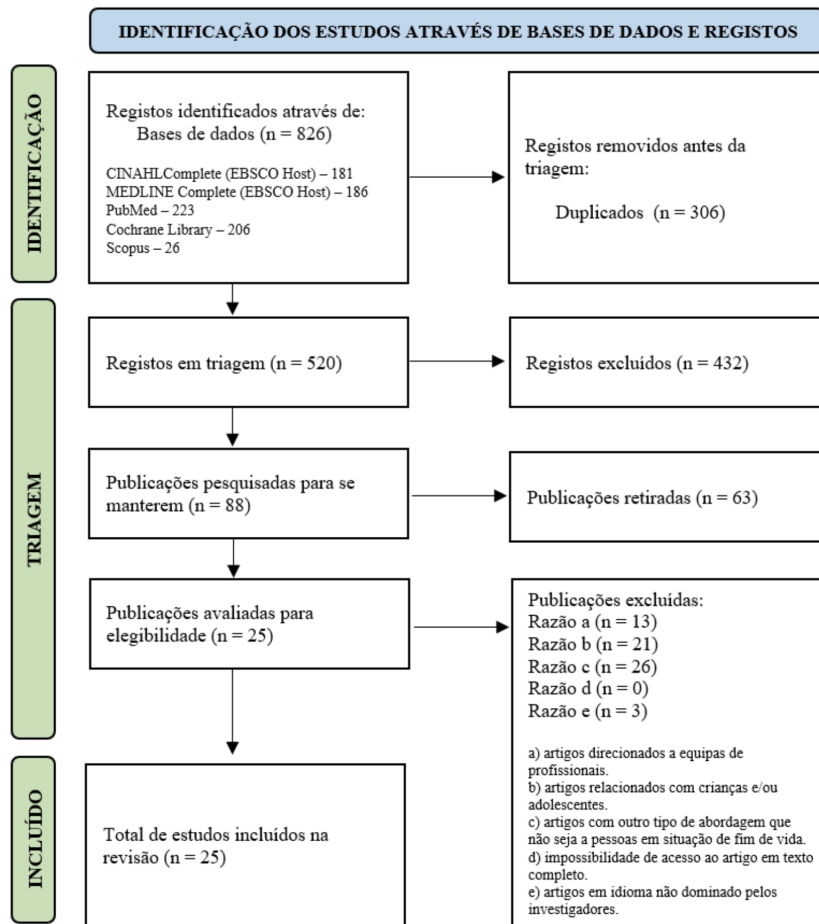 IDENTIFICAÇÃO DOS ESTUDOS ATRAVÉS DE BASES DE DADOS E REGISTOS
IDENTIFICAÇÃO
Registos identificados através de:
Bases de dados (n = 826)
CINAHLComplete (EBSCO Host) – 181
MEDLINE Complete (EBSCO Host) – 186
PubMed – 223
Cochrane Library – 206
Scopus – 26
Registos removidos antes da
triagem:
Duplicados (n = 306)
TRIAGEM
Registos em triagem (n = 520)
Registos excluídos (n = 432)
Publicações pesquisadas para se
manterem (n = 88)
Publicações retiradas (n = 63)
Publicações avaliadas para
elegibilidade (n = 25)
Publicações excluídas:
Razão a (n = 13)
Razão b (n = 21)
Razão c (n = 26)
Razão d (n = 0)
Razão e (n = 3)
a) artigos direcionados a equipas de
profissionais.
b) artigos relacionados com crianças e/ou
adolescentes.
c) artigos com outro tipo de abordagem que
não seja a pessoas em situação de fim de vida.
d) impossibilidade de acesso ao artigo em texto
completo.
e) artigos em idioma não dominado pelos
investigadores.
INCLUÍDO
Total de estudos incluídos na
revisão (n = 25)